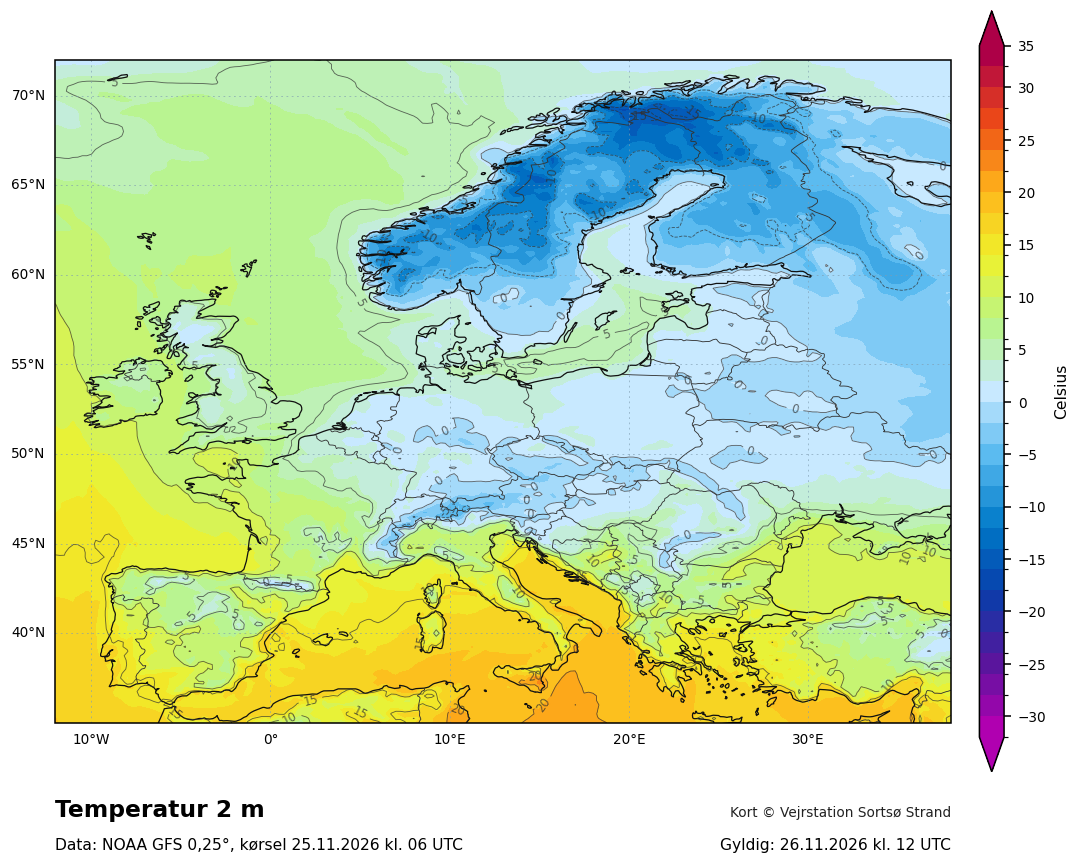 35
30
25
20
15
10
5
0
−5
−10
−15
−20
−25
−30
Celsius
70°N
65°N
60°N
55°N
50°N
45°N
40°N
10°W
0°
10°E
20°E
30°E
Temperatur 2 m
Kort © Vejrstation Sortsø Strand
Data: NOAA GFS 0,25°, kørsel 25.11.2026 kl. 06 UTC
Gyldig: 26.11.2026 kl. 12 UTC